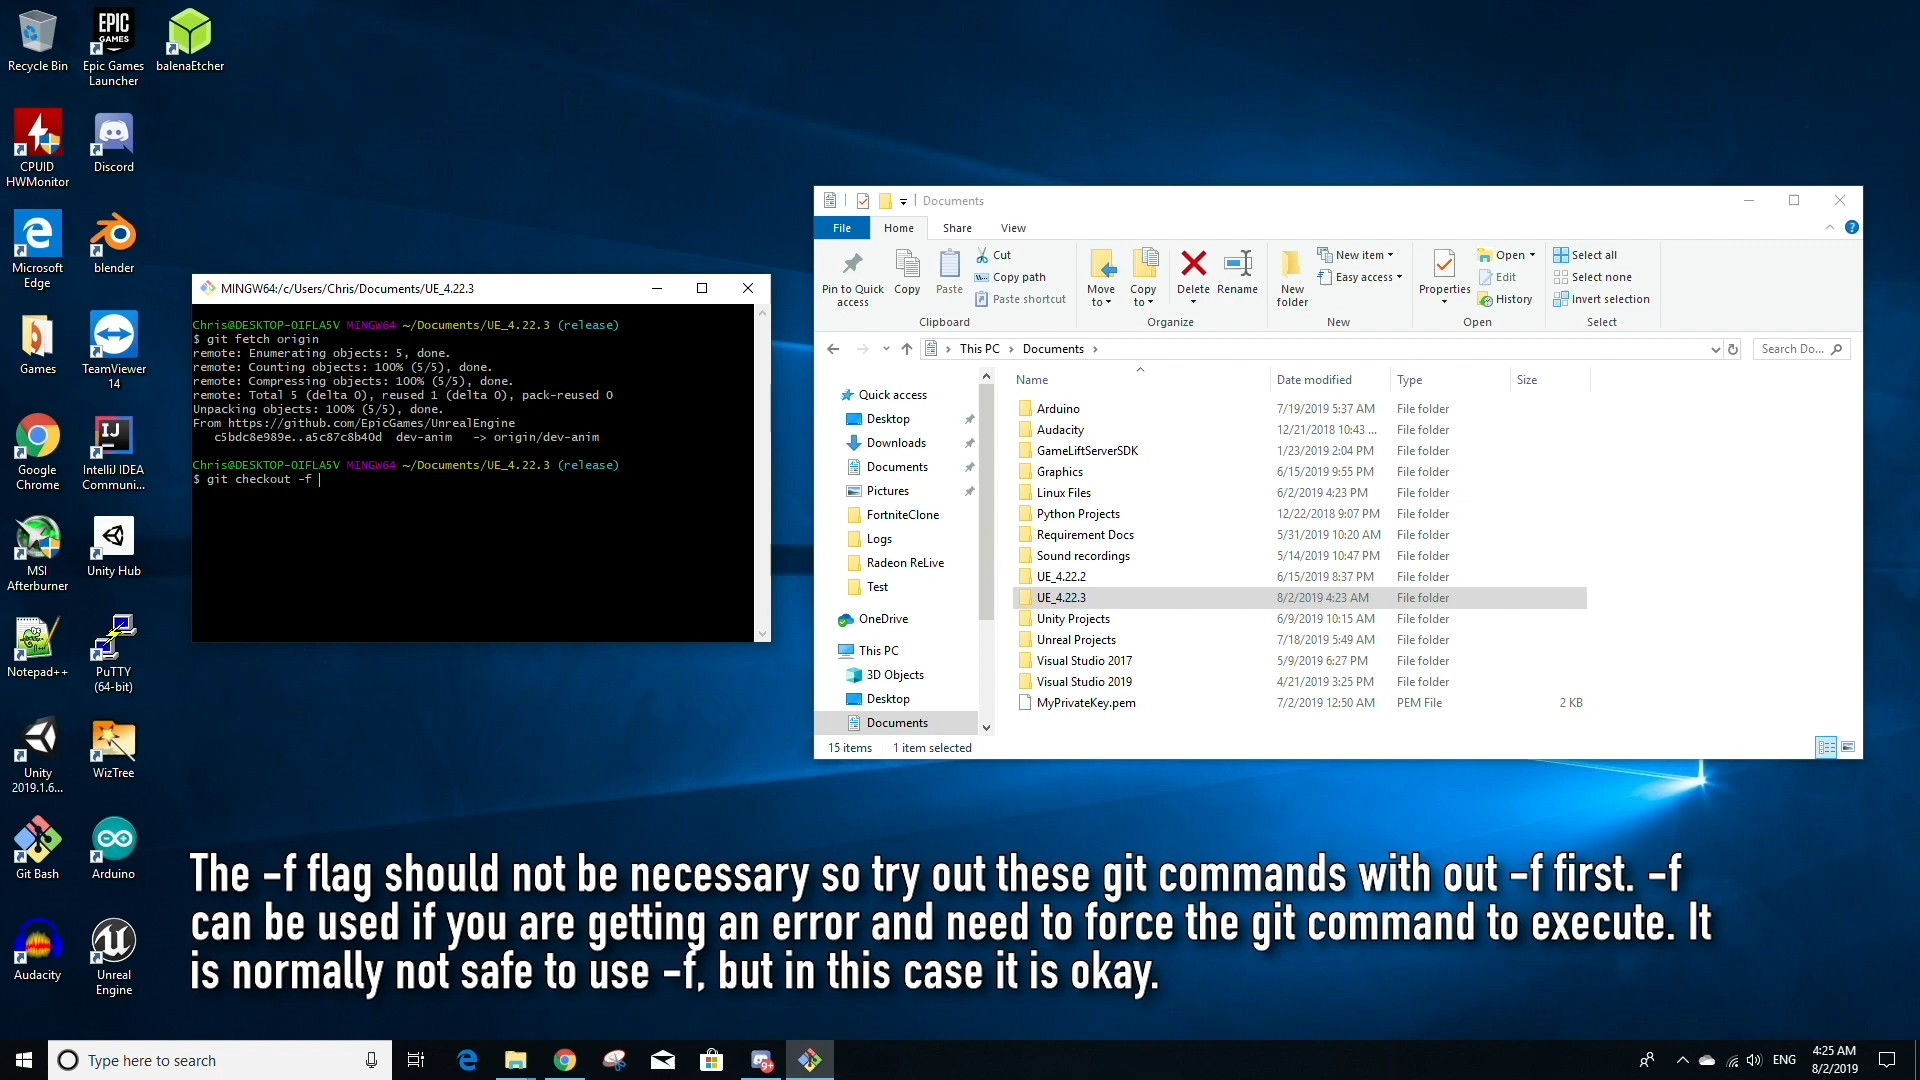 Recycle Bin
Epic Games
Launcher
balenaEtcher
EPIC
GAMES
CPUID
HWMonitor
Discord
Microsoft
Edge
blender
Games
TeamViewer
14
Google
Chrome
IntelliJ IDEA
Communi...
MSI
Afterburner
Unity Hub
Notepad++
PuTTY
(64-bit)
Unity
2019.1.6...
WizTree
Git Bash
Arduino
Audacity
Unreal
Engine
MINGW64:/c/Users/Chris/Documents/UE_4.22.3
Chris@DESKTOP-OIFLA5V MINGW64 ~/Documents/UE_4.22.3 (release)
$ git fetch origin
remote: Enumerating objects: 5, done.
remote: Counting objects: 100% (5/5), done.
remote: Compressing objects: 100% (5/5), done.
remote: Total 5 (delta 0), reused 1 (delta 0), pack-reused 0
Unpacking objects: 100% (5/5), done.
From https://github.com/EpicGames/UnrealEngine
c5bdc8e989e..a5c87c8b40d dev-anim -> origin/dev-anim
Chris@DESKTOP-OIFLA5V MINGW64 ~/Documents/UE_4.22.3 (release)
$ git checkout -f
Documents
File Home Share View
Pin to Quick
access
Copy
Paste
Cut
Copy path
Paste shortcut
Clipboard
Move
to
Copy
to
Delete
Rename
Organize
New
folder
New item
Easy access
New
Properties
Open
Edit
History
Open
Select all
Select none
Invert selection
Select
This PC > Documents >
Search Do...
Quick access
Desktop
Downloads
Documents
Pictures
FortniteClone
Logs
Radeon ReLive
Test
OneDrive
This PC
3D Objects
Desktop
Documents
Name Date modified Type Size
Arduino 7/19/2019 5:37 AM File folder
Audacity 12/21/2018 10:43 ... File folder
GameLiftServerSDK 1/23/2019 2:04 PM File folder
Graphics 6/15/2019 9:55 PM File folder
Linux Files 6/2/2019 4:23 PM File folder
Python Projects 12/22/2018 9:07 PM File folder
Requirement Docs 5/31/2019 10:20 AM File folder
Sound recordings 5/14/2019 10:47 PM File folder
UE_4.22.2 6/15/2019 8:37 PM File folder
UE_4.22.3 8/2/2019 4:23 AM File folder
Unity Projects 6/9/2019 10:15 AM File folder
Unreal Projects 7/18/2019 5:49 AM File folder
Visual Studio 2017 5/9/2019 6:27 PM File folder
Visual Studio 2019 4/21/2019 3:25 PM File folder
MyPrivateKey.pem 7/2/2019 12:50 AM PEM File 2 KB
15 items 1 item selected
The -f flag should not be necessary so try out these git commands with out -f first. -f
can be used if you are getting an error and need to force the git command to execute. It
is normally not safe to use -f, but in this case it is okay.
Type here to search
9+
ENG
4:25 AM
8/2/2019